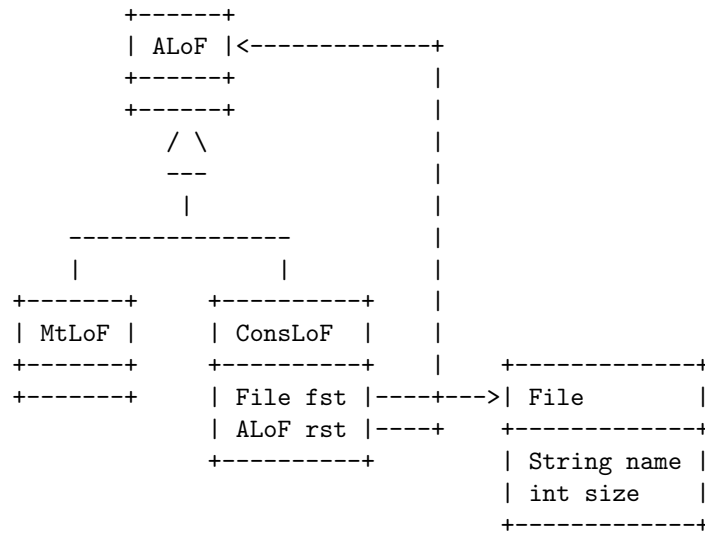 ALoF
MtLoF
ConsLoF
File fst
ALoF rst
File
String name
int size